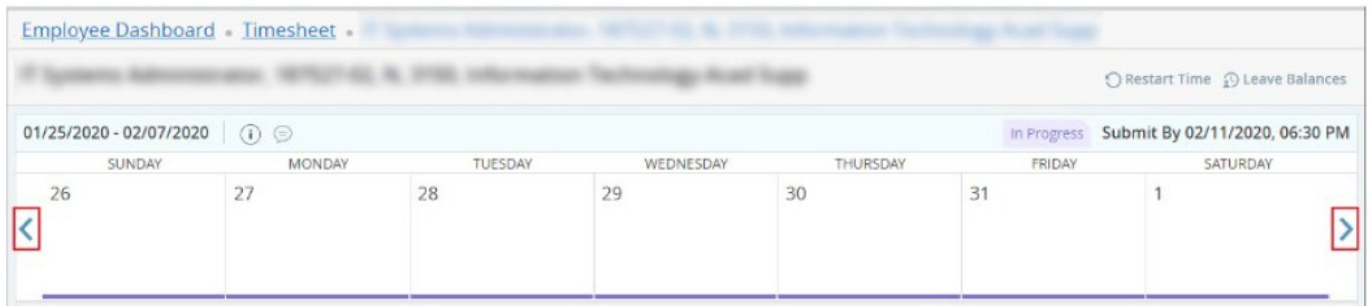 Employee Dashboard • Timesheet •
Restart Time Leave Balances
01/25/2020 - 02/07/2020 In Progress Submit By 02/11/2020, 06:30 PM
SUNDAY MONDAY TUESDAY WEDNESDAY THURSDAY FRIDAY SATURDAY
26 27 28 29 30 31 1